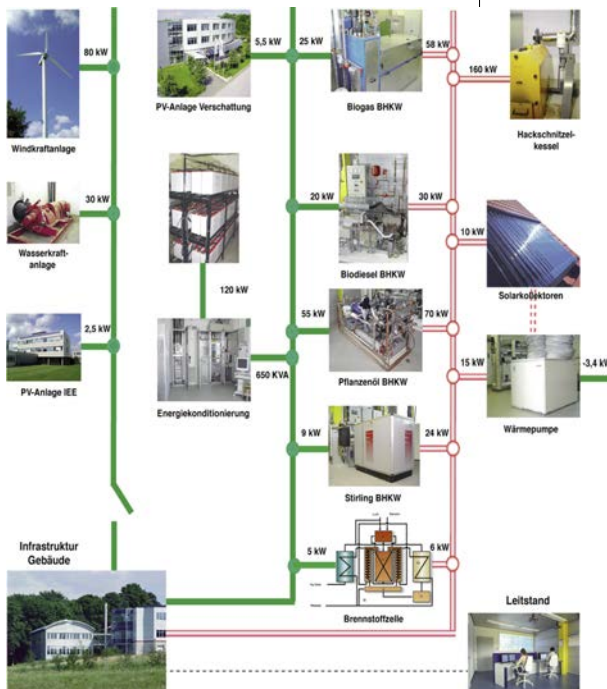 80 kW
5,5 kW
25 kW
58 kW
160 kW
Windkraftanlage
PV-Anlage Verschattung
Biogas BHKW
Hackschnitzel-
kessel
30 kW
20 kW
30 kW
10 kW
Wasserkraft-
anlage
Biodiesel BHKW
Solarkollektoren
120 kW
2,5 kW
55 kW
70 kW
15 kW
-3,4 kW
650 KVA
PV-Anlage IEE
Energiekonditionierung
Pflanzenöl BHKW
Wärmepumpe
9 kW
24 kW
Stirling BHKW
Infrastruktur
Gebäude
5 kW
6 kW
Brennstoffzelle
Leitstand